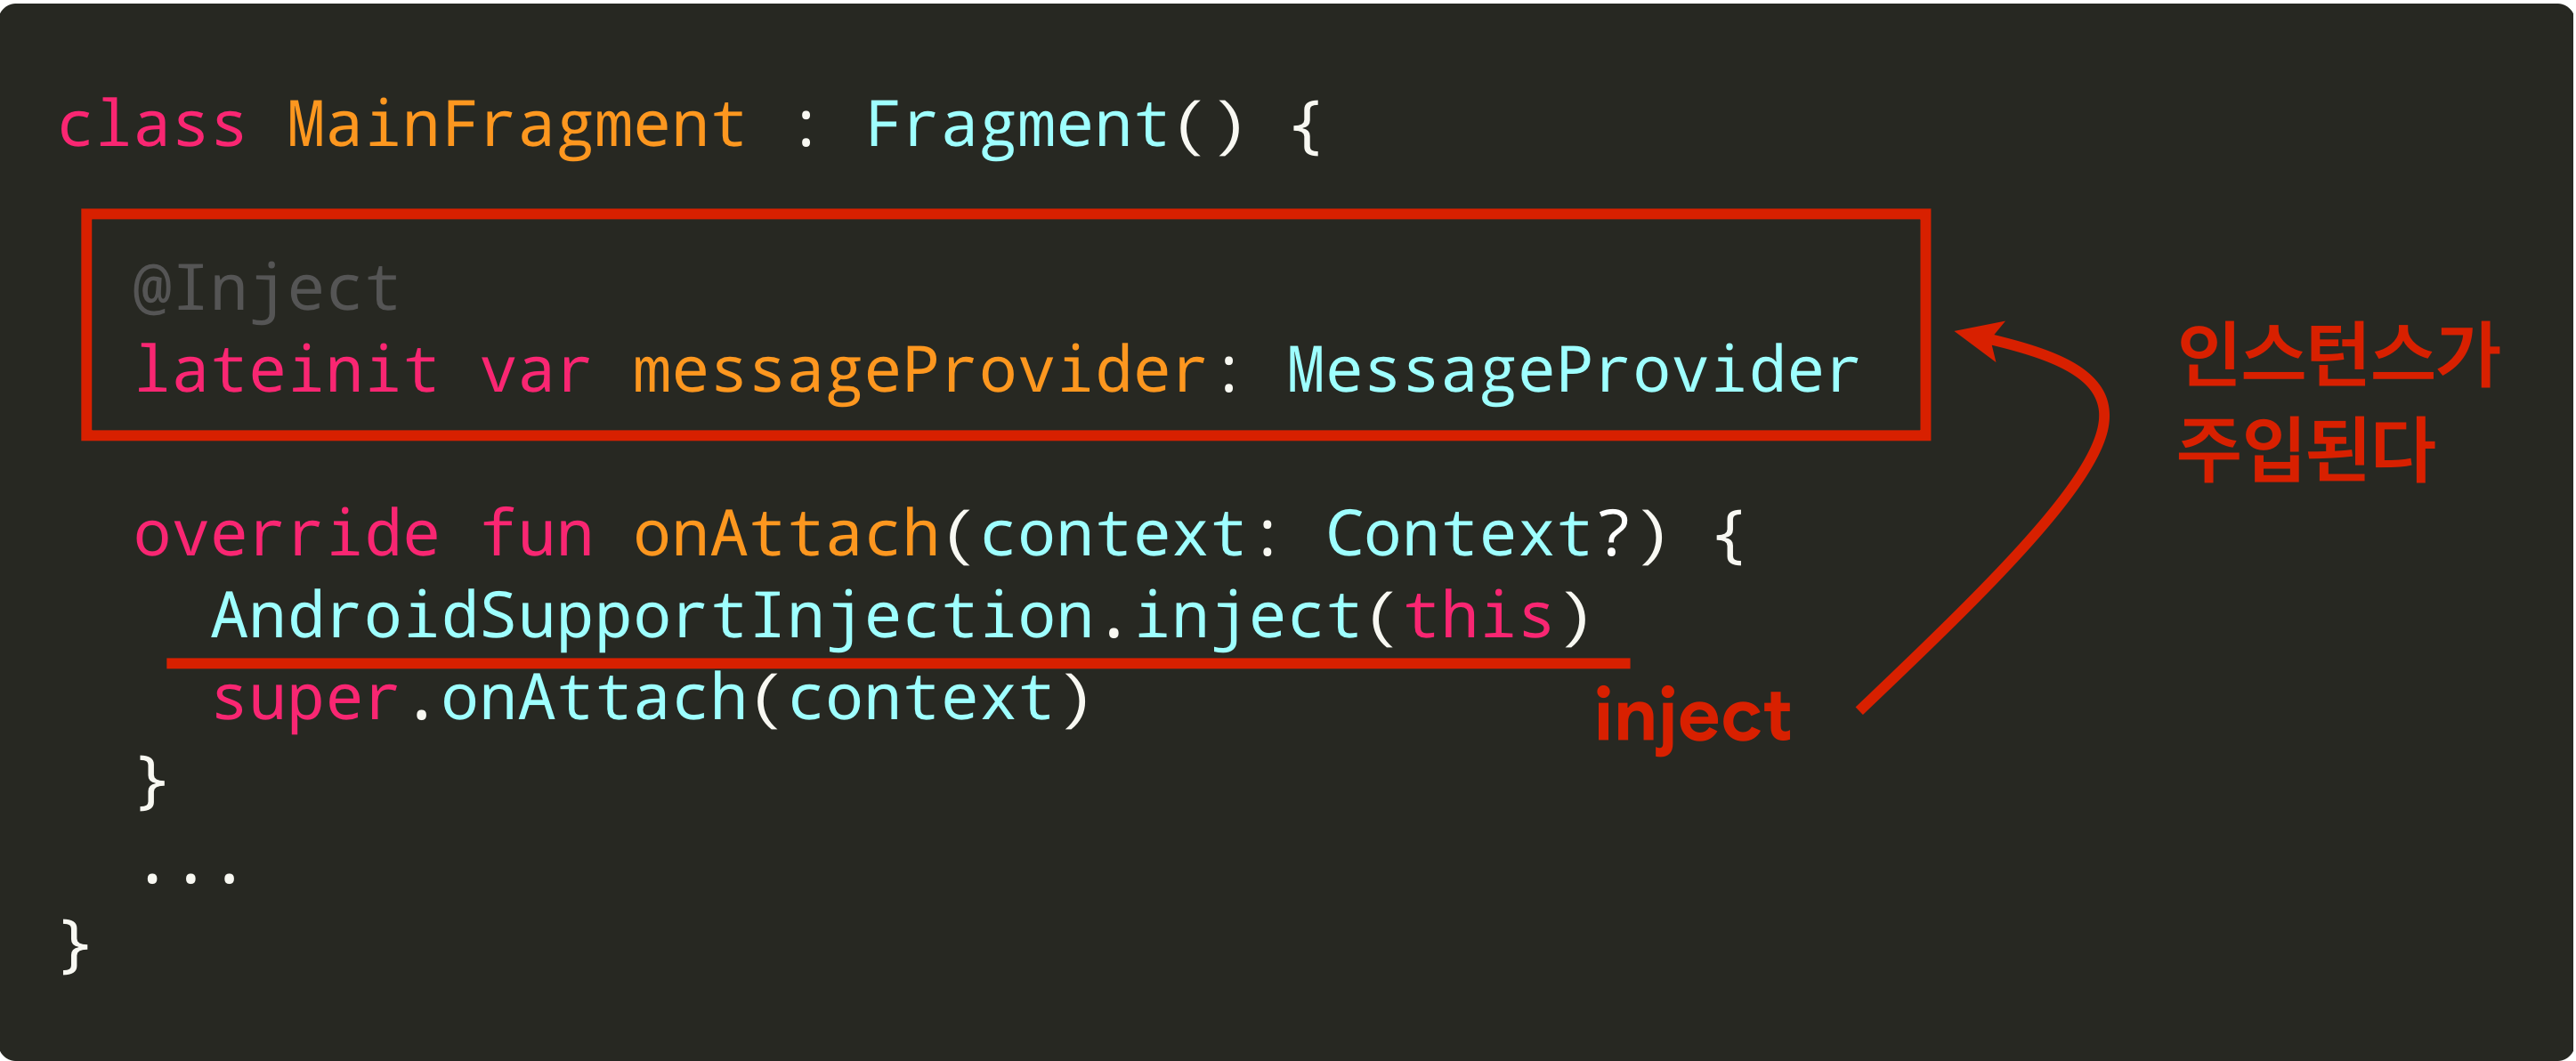 class MainFragment : Fragment() {
@Inject
lateinit var messageProvider: MessageProvider
인스턴스가
주입된다
override fun onAttach(context: Context?) {
AndroidSupportInjection.inject(this)
super.onAttach(context)
inject
}
...
}